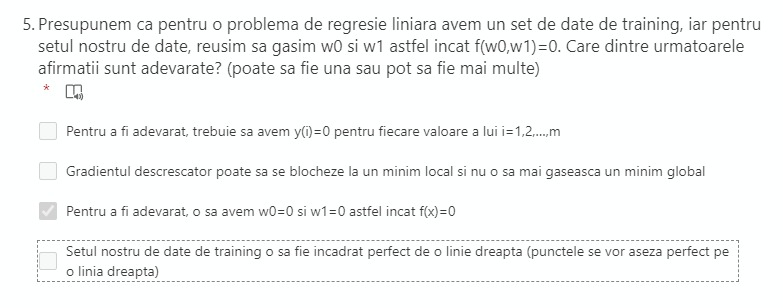 5. Presupunem ca pentru o problema de regresie liniara avem un set de date de training, iar pentru
setul nostru de date, reusim sa gasim w0 si w1 astfel incat f(w0,w1)=0. Care dintre urmatoarele
afirmatii sunt adevarate? (poate sa fie una sau pot sa fie mai multe)
*
Pentru a fi adevarat, trebuie sa avem y(i)=0 pentru fiecare valoare a lui i=1,2,...,m
Gradientul descrescator poate sa se blocheze la un minim local si nu o sa mai gaseasca un minim global
Pentru a fi adevarat, o sa avem w0=0 si w1=0 astfel incat f(x)=0
Setul nostru de date de training o sa fie incadrat perfect de o linie dreapta (punctele se vor aseza perfect pe
o linia dreapta)